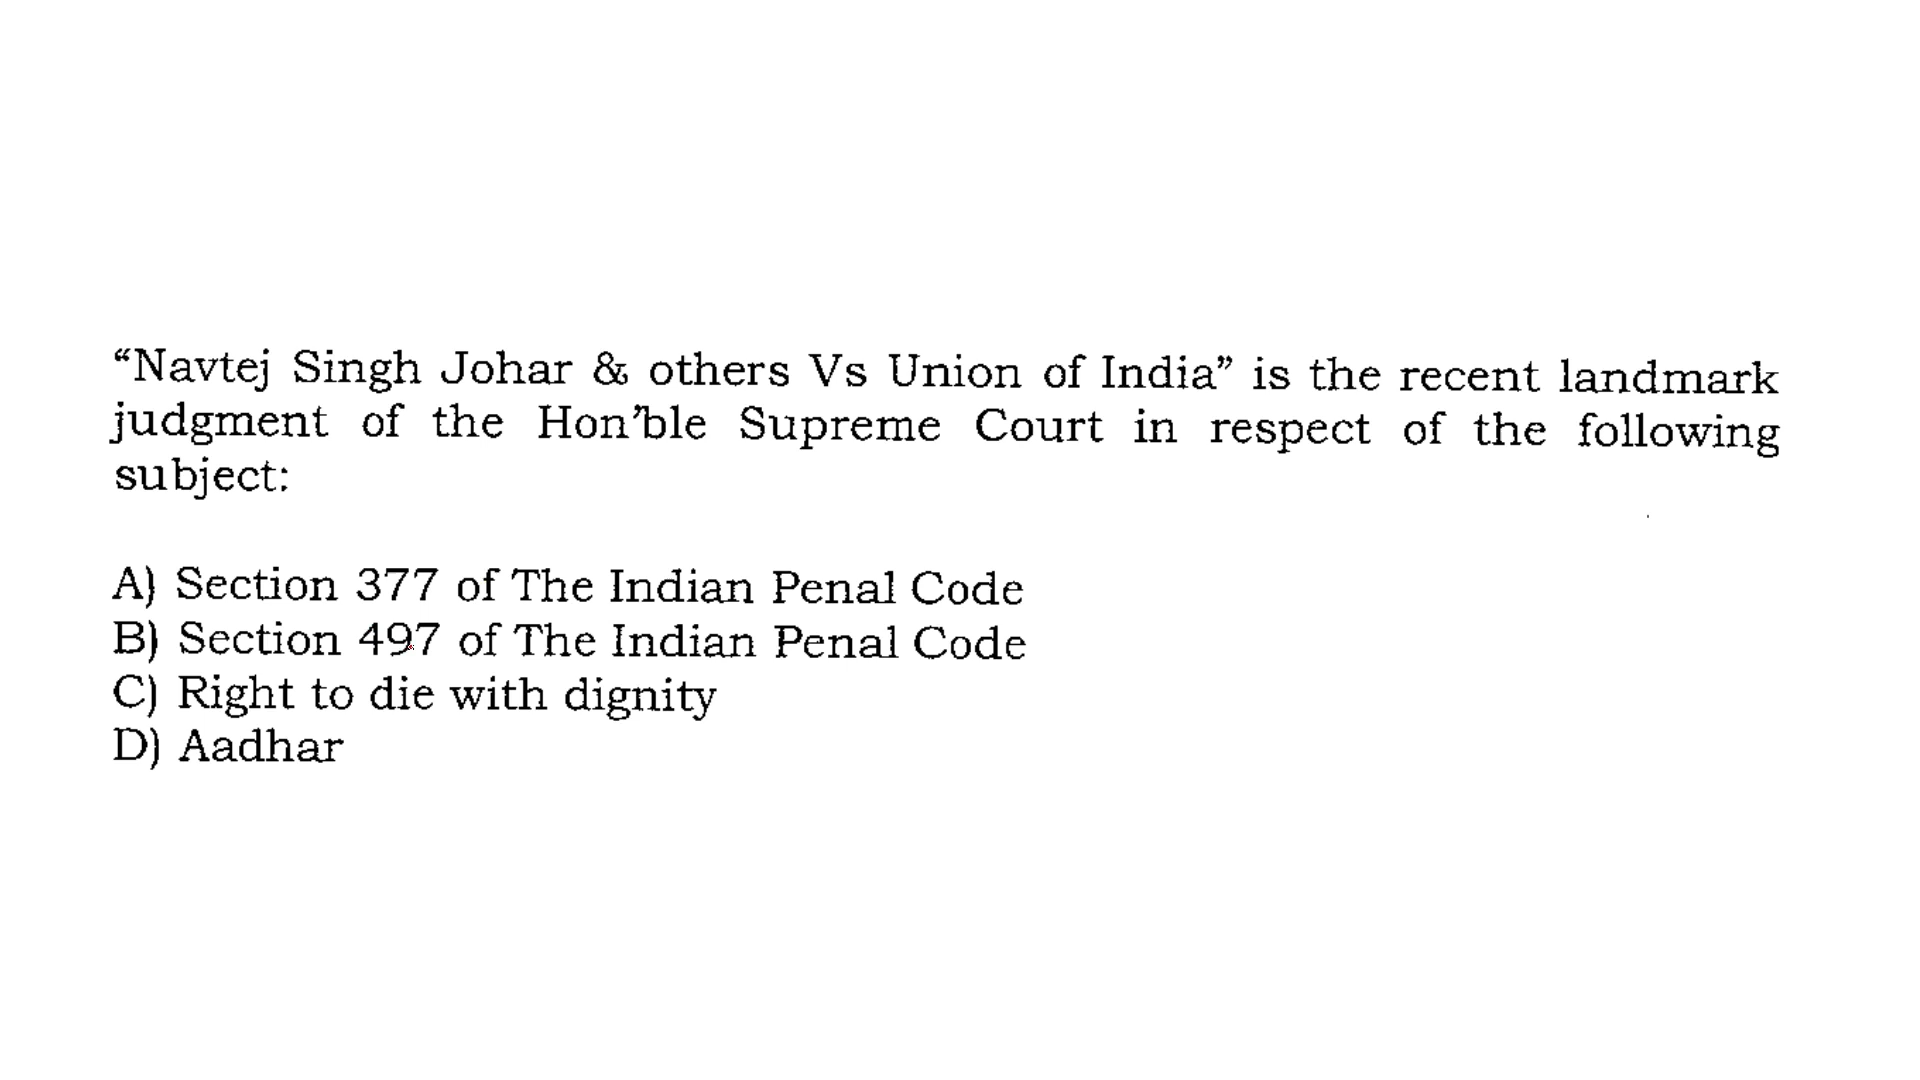 “Navtej Singh Johar & others Vs Union of India” is the recent landmark
judgment of the Hon’ble Supreme Court in respect of the following
subject:
A) Section 377 of The Indian Penal Code
B) Section 497 of The Indian Penal Code
C) Right to die with dignity
D) Aadhar